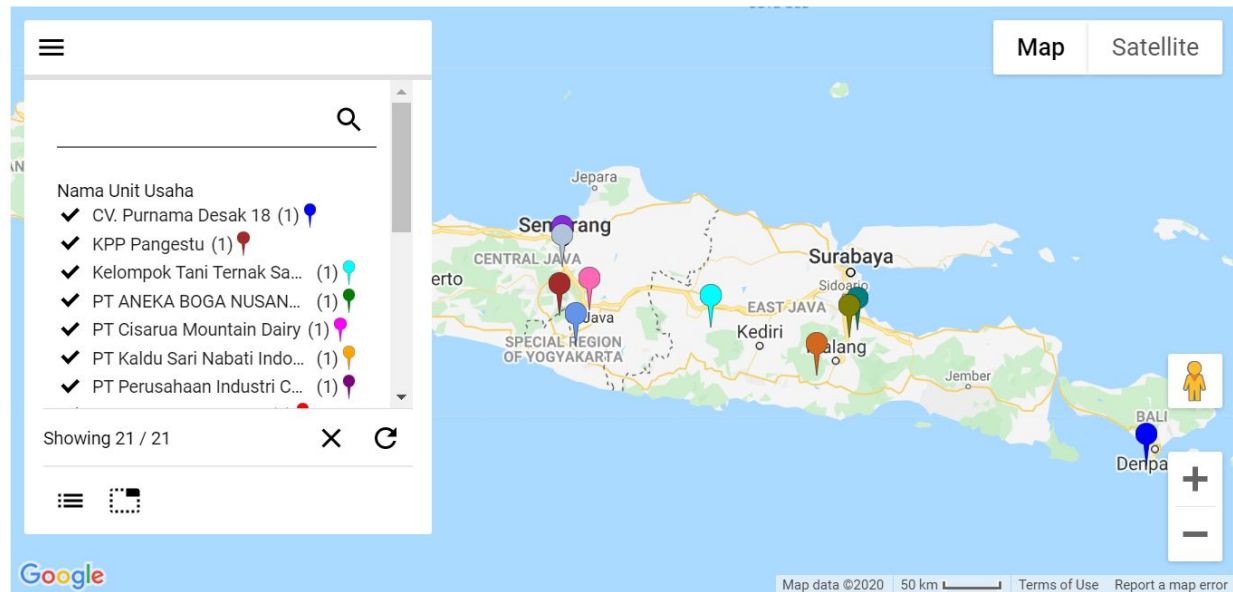 Map Satellite
Nama Unit Usaha
CV. Purnama Desak 18 (1)
KPP Pangestu (1)
Kelompok Tani Ternak Sa... (1)
PT ANEKA BOGA NUSAN... (1)
PT Cisarua Mountain Dairy (1)
PT Kaldu Sari Nabati Indo... (1)
PT Perusahaan Industri C... (1)
Showing 21 / 21
Jepara
CENTRAL JAVA
erto
Surabaya
Sidoarjo
EAST JAVA
Java
Kediri
SPECIAL REGION
OF YOGYAKARTA
alang
Jember
BALI
Denpa
Google
Map data ©2020 50 km Terms of Use Report a map error